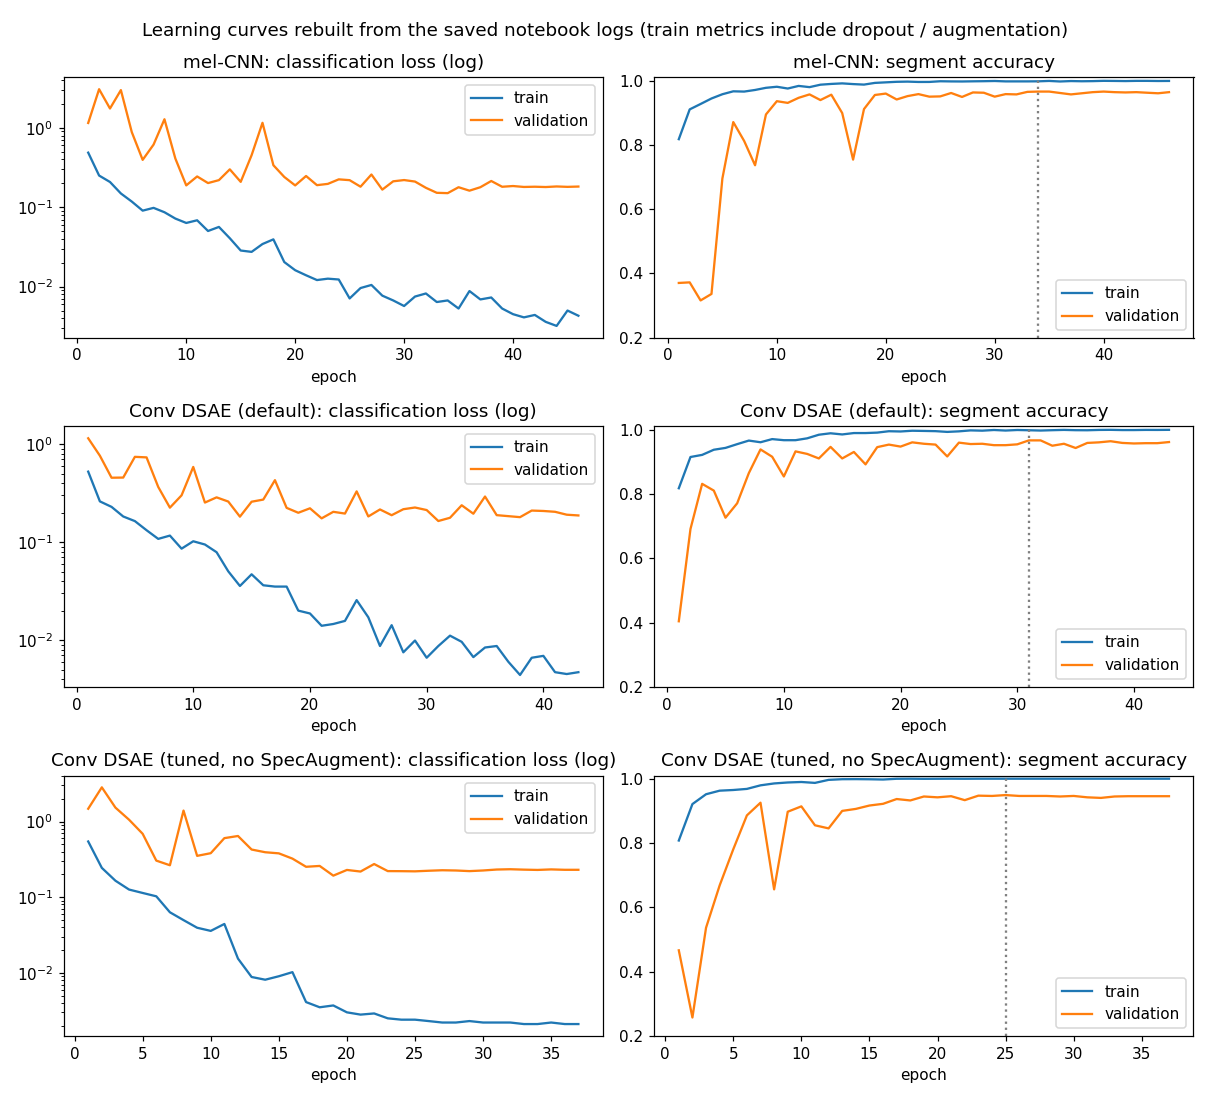 Learning curves rebuilt from the saved notebook logs (train metrics include dropout / augmentation)
mel-CNN: classification loss (log)
train
validation
10⁰
10⁻¹
10⁻²
0 10 20 30 40
epoch
mel-CNN: segment accuracy
1.0
0.8
0.6
0.4
0.2
train
validation
0 10 20 30 40
epoch
Conv DSAE (default): classification loss (log)
train
validation
10⁰
10⁻¹
10⁻²
0 10 20 30 40
epoch
Conv DSAE (default): segment accuracy
1.0
0.8
0.6
0.4
0.2
train
validation
0 10 20 30 40
epoch
Conv DSAE (tuned, no SpecAugment): classification loss (log)
train
validation
10⁰
10⁻¹
10⁻²
0 5 10 15 20 25 30 35
epoch
Conv DSAE (tuned, no SpecAugment): segment accuracy
1.0
0.8
0.6
0.4
0.2
train
validation
0 5 10 15 20 25 30 35
epoch